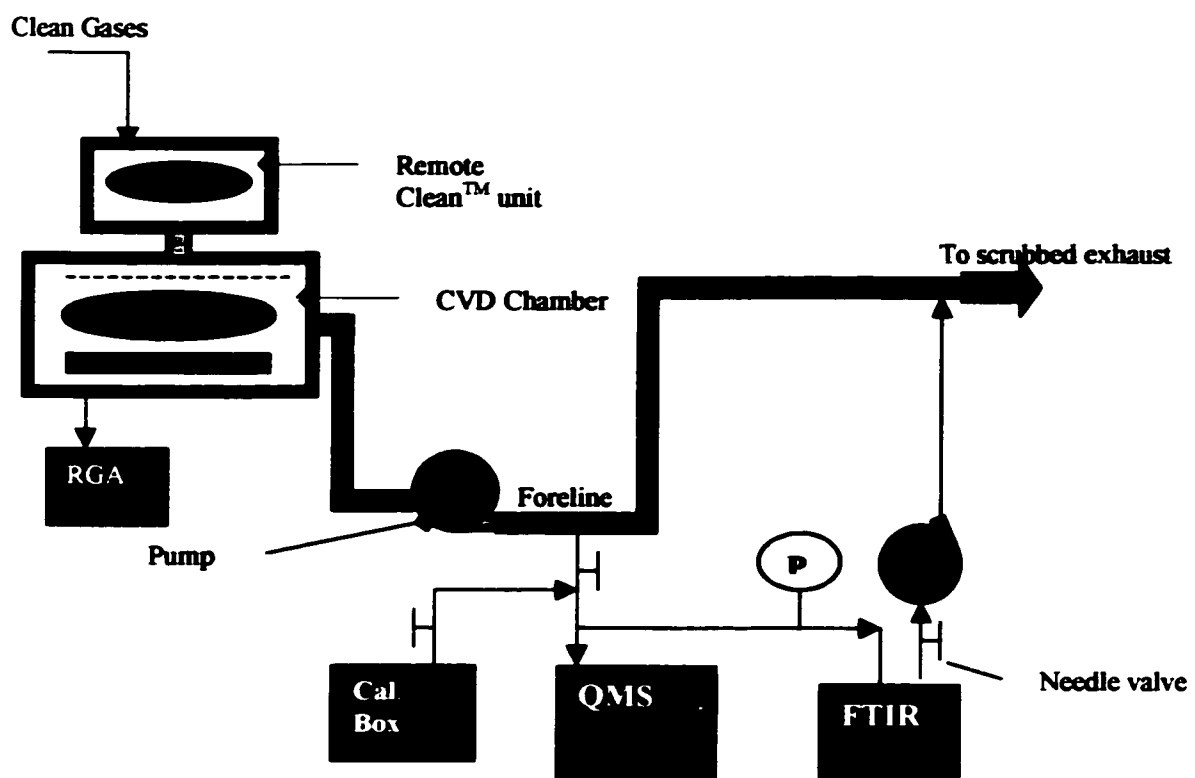 Clean Gases
Remote
Clean™ unit
To scrubbed exhaust
CVD Chamber
RGA
Foreline
Pump
P
Cal
Box
QMS
FTIR
Needle valve